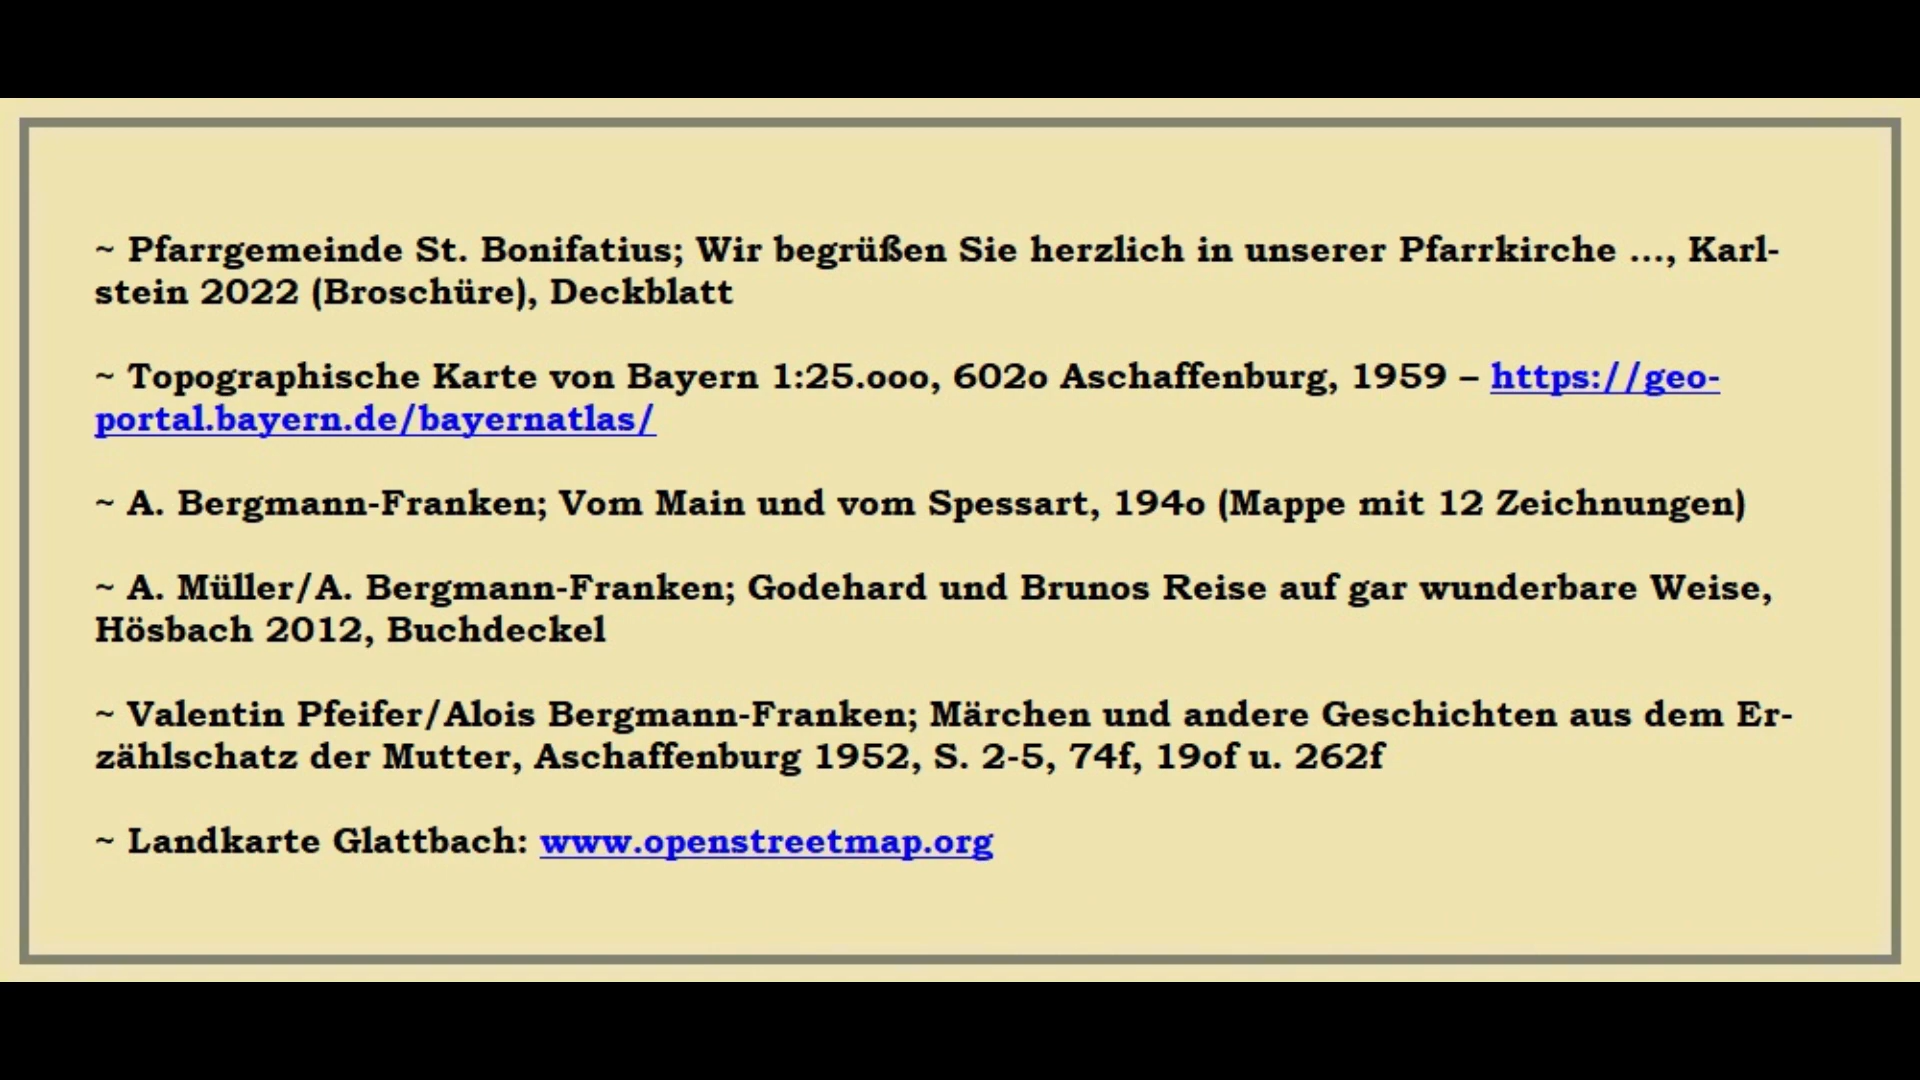 ~ Pfarrgemeinde St. Bonifatius; Wir begrüßen Sie herzlich in unserer Pfarrkirche ..., Karl-
stein 2022 (Broschüre), Deckblatt
~ Topographische Karte von Bayern 1:25.ooo, 602o Aschaffenburg, 1959 – https://geo-
portal.bayern.de/bayernatlas/
~ A. Bergmann-Franken; Vom Main und vom Spessart, 194o (Mappe mit 12 Zeichnungen)
~ A. Müller/A. Bergmann-Franken; Godehard und Brunos Reise auf gar wunderbare Weise,
Hösbach 2012, Buchdeckel
~ Valentin Pfeifer/Alois Bergmann-Franken; Märchen und andere Geschichten aus dem Er-
zählschatz der Mutter, Aschaffenburg 1952, S. 2-5, 74f, 19of u. 262f
~ Landkarte Glattbach: www.openstreetmap.org